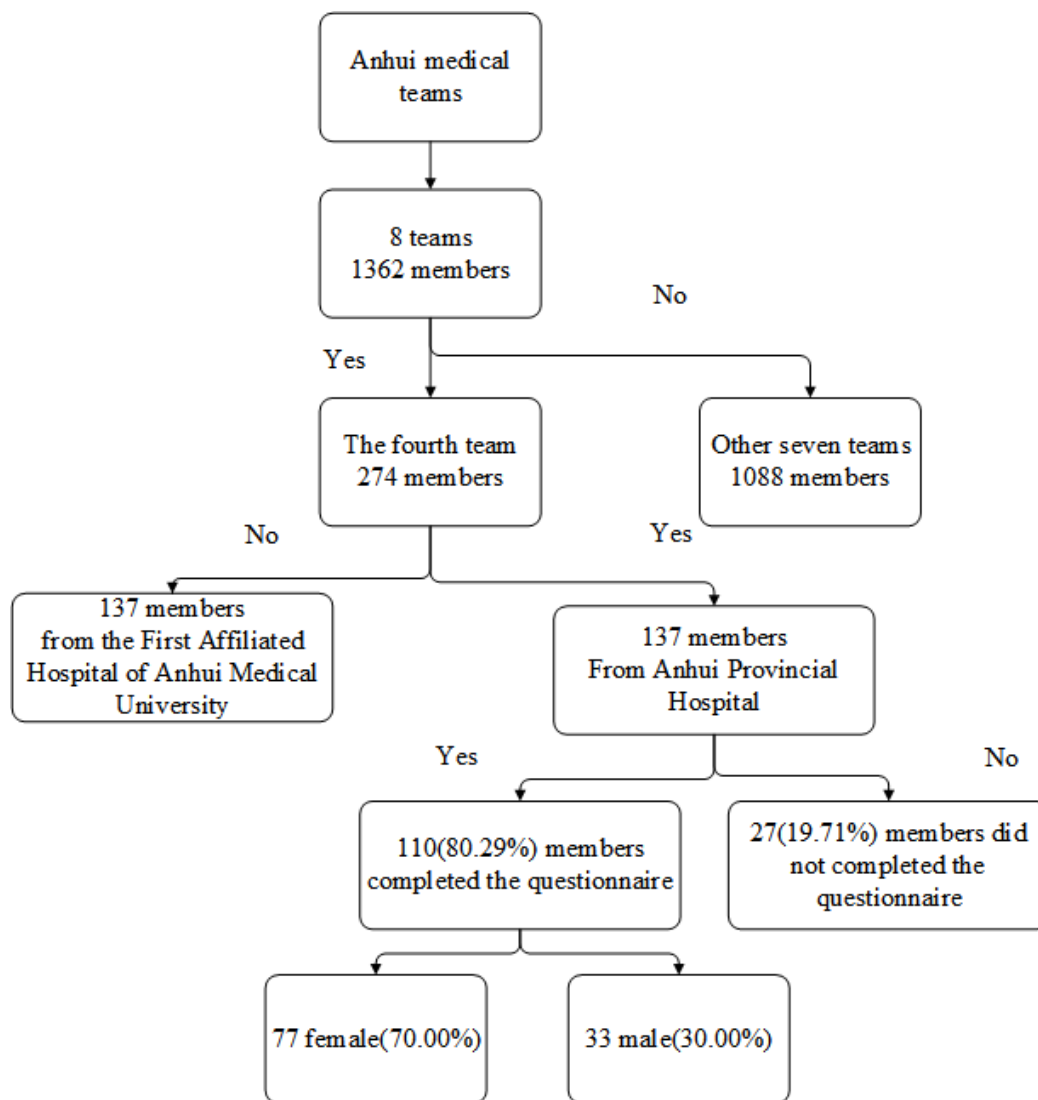 Anhui medical
teams
8 teams
1362 members
No
Yes
The fourth team
274 members
Other seven teams
1088 members
No
Yes
137 members
from the First Affiliated
Hospital of Anhui Medical
University
137 members
From Anhui Provincial
Hospital
Yes
No
110(80.29%) members
completed the questionnaire
27(19.71%) members did
not completed the
questionnaire
77 female(70.00%)
33 male(30.00%)